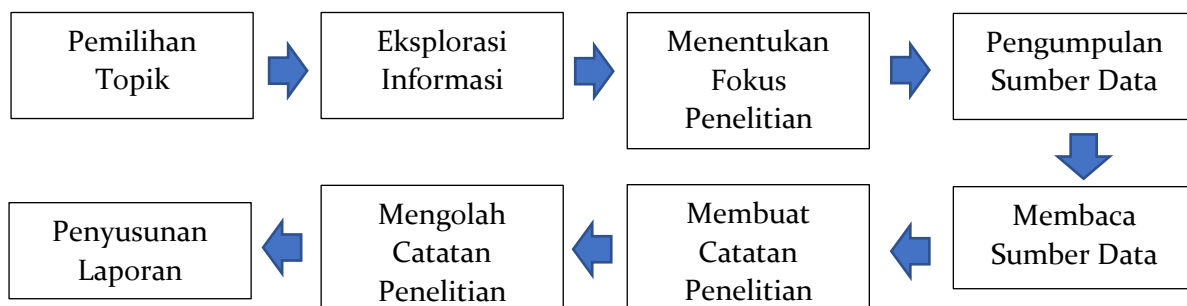 Pemilihan
Topik
Eksplorasi
Informasi
Menentukan
Fokus
Penelitian
Pengumpulan
Sumber Data
Membaca
Sumber Data
Membuat
Catatan
Penelitian
Mengolah
Catatan
Penelitian
Penyusunan
Laporan